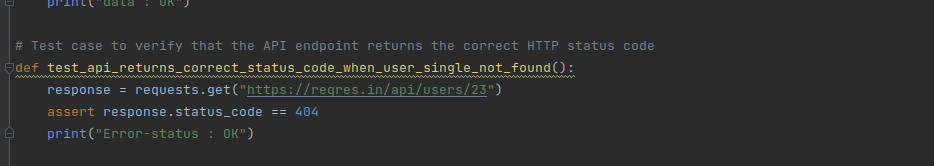 print("data : OK")
# Test case to verify that the API endpoint returns the correct HTTP status code
def test_api_returns_correct_status_code_when_user_single_not_found():
response = requests.get("https://reqres.in/api/users/23")
assert response.status_code == 404
print("Error-status : OK")